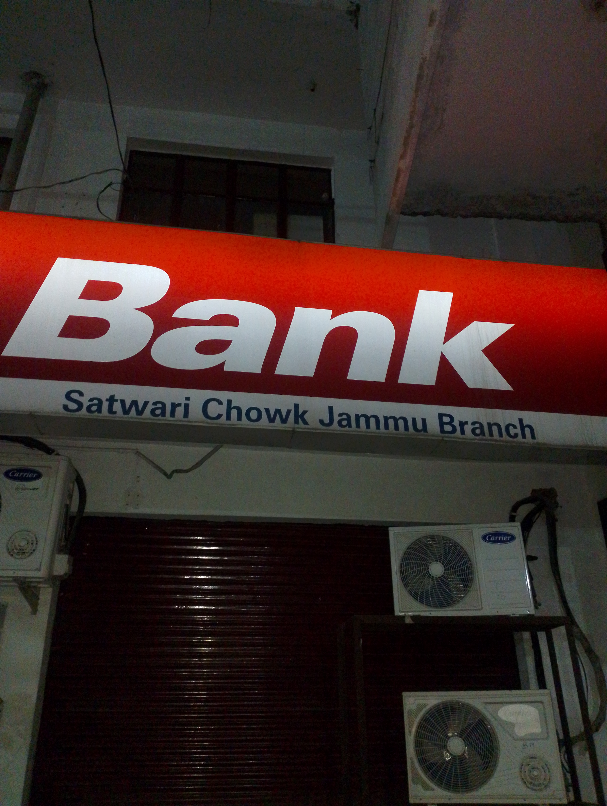 Bank
Satwari Chowk Jammu Branch
Carrier
Carrier